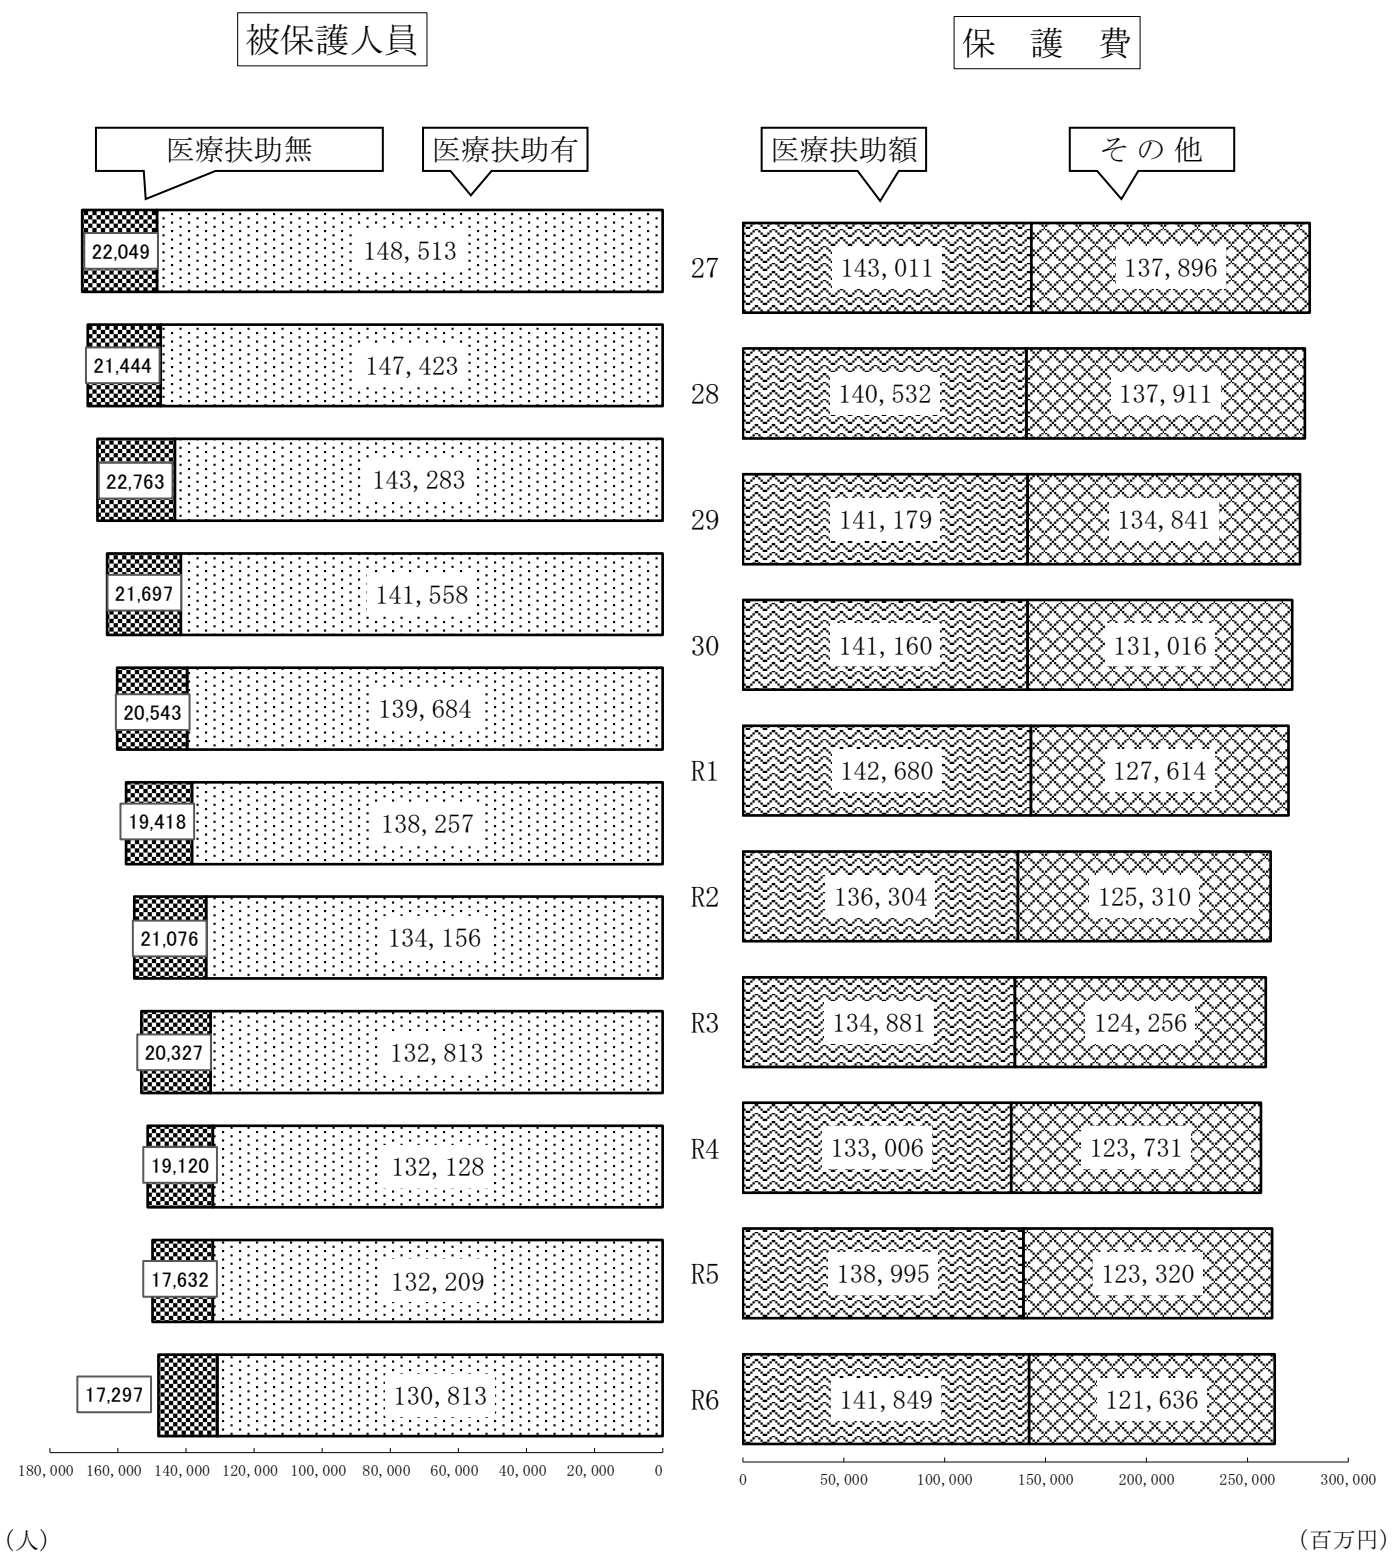 被保護人員 保　護　費
医療扶助無 医療扶助有 医療扶助額 その他
22,049 148,513 27 143,011 137,896
21,444 147,423 28 140,532 137,911
22,763 143,283 29 141,179 134,841
21,697 141,558 30 141,160 131,016
20,543 139,684 R1 142,680 127,614
19,418 138,257 R2 136,304 125,310
21,076 134,156 R3 134,881 124,256
20,327 132,813 R4 133,006 123,731
19,120 132,128 R5 138,995 123,320
17,632 132,209 R6 141,849 121,636
17,297 130,813
180,000 160,000 140,000 120,000 100,000 80,000 60,000 40,000 20,000 0 0 50,000 100,000 150,000 200,000 250,000 300,000
(人) (百万円)